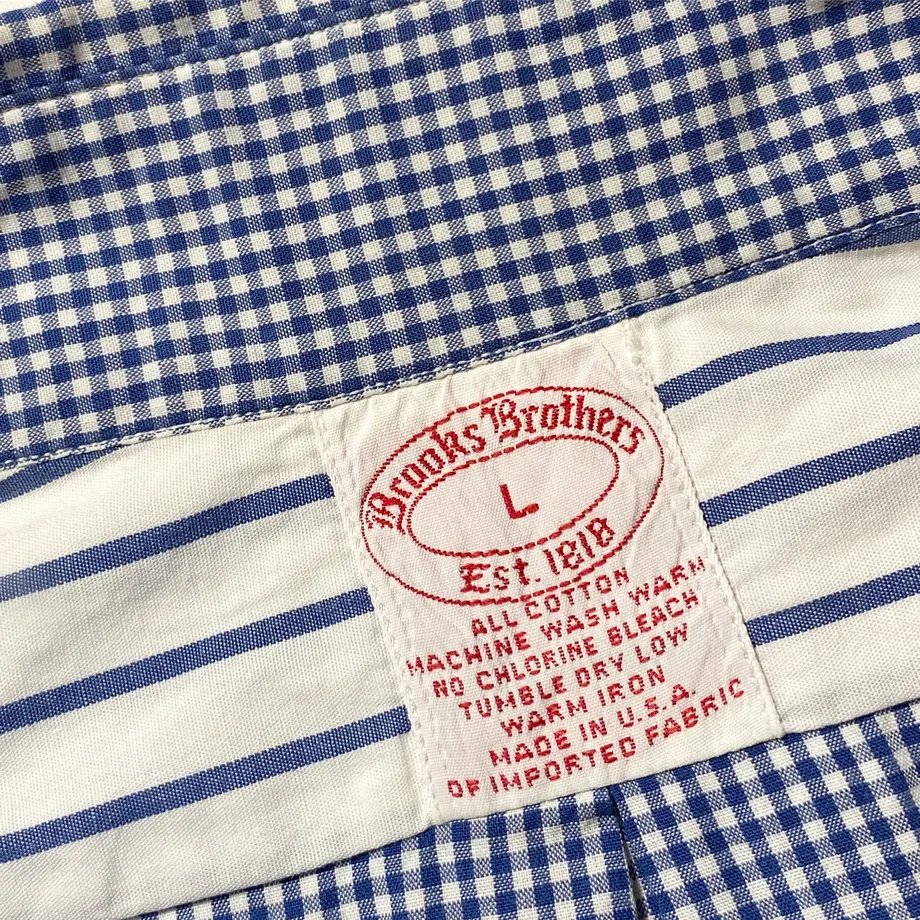 Brooks Brothers
L
Est. 1818
ALL COTTON
MACHINE WASH WARM
NO CHLORINE BLEACH
TUMBLE DRY LOW
WARM IRON
MADE IN U.S.A.
OF IMPORTED FABRIC